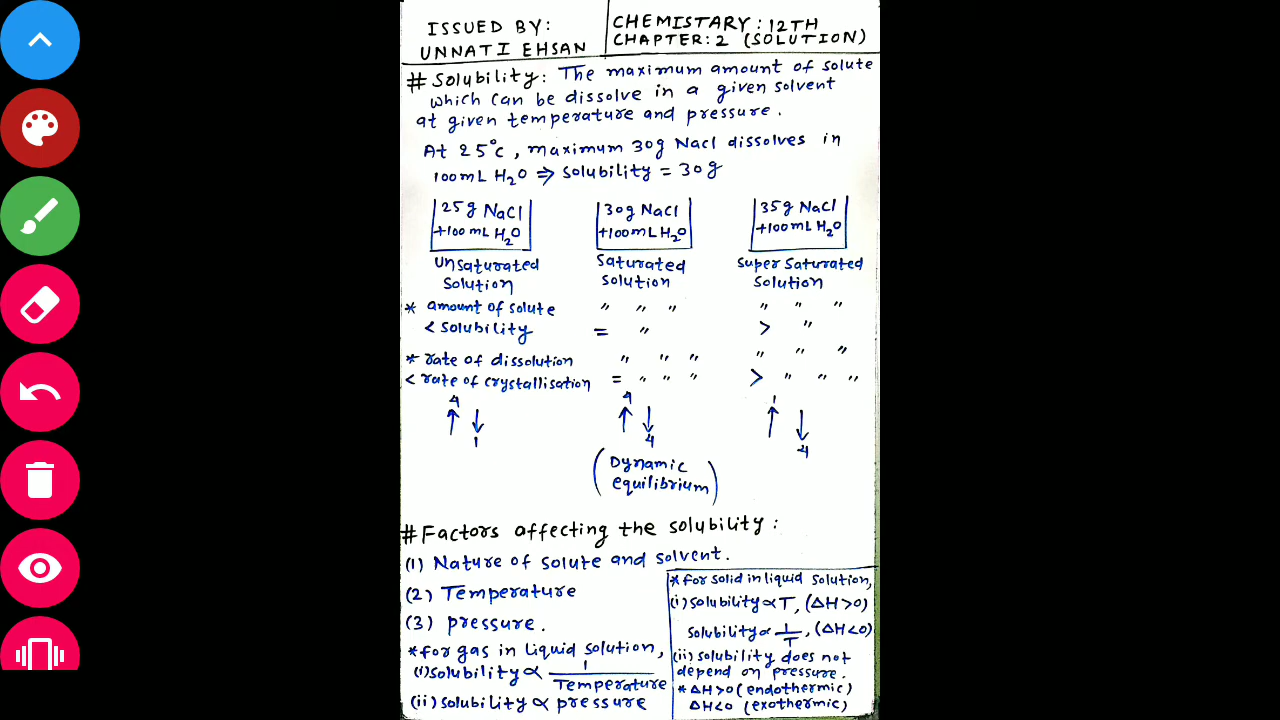 ISSUED BY:
UNNATI EHSAN
CHEMISTARY: 12TH
CHAPTER: 2 (SOLUTION)
# Solubility: The maximum amount of solute
which can be dissolve in a given solvent
at given temperature and pressure.
At 25°c, maximum 30g Nacl dissolves in
100mL H2O ⇒ solubility = 30g
25g NaCl
+100 mL H2O
30g NaCl
+100mL H2O
35g NaCl
+100mL H2O
Unsaturated
Solution
Saturated
solution
Super saturated
solution
* amount of solute " " " " " "
< solubility = " > "
* rate of dissolution " " " " " "
< rate of crystallisation = " " " > " " "
4 4 1
↑ ↓ ↑ ↓ ↑ ↓
1 4 4
(Dynamic
equilibrium)
# Factors affecting the solubility:
(1) Nature of solute and solvent.
(2) Temperature
(3) pressure.
* for gas in liquid solution,
(i) solubility ∝ 1/Temperature
(ii) solubility ∝ pressure
* for solid in liquid solution,
(i) solubility ∝ T, (ΔH>0)
solubility ∝ 1/T, (ΔH<0)
(ii) solubility does not
depend on pressure.
* ΔH>0 (endothermic)
ΔH<0 (exothermic)